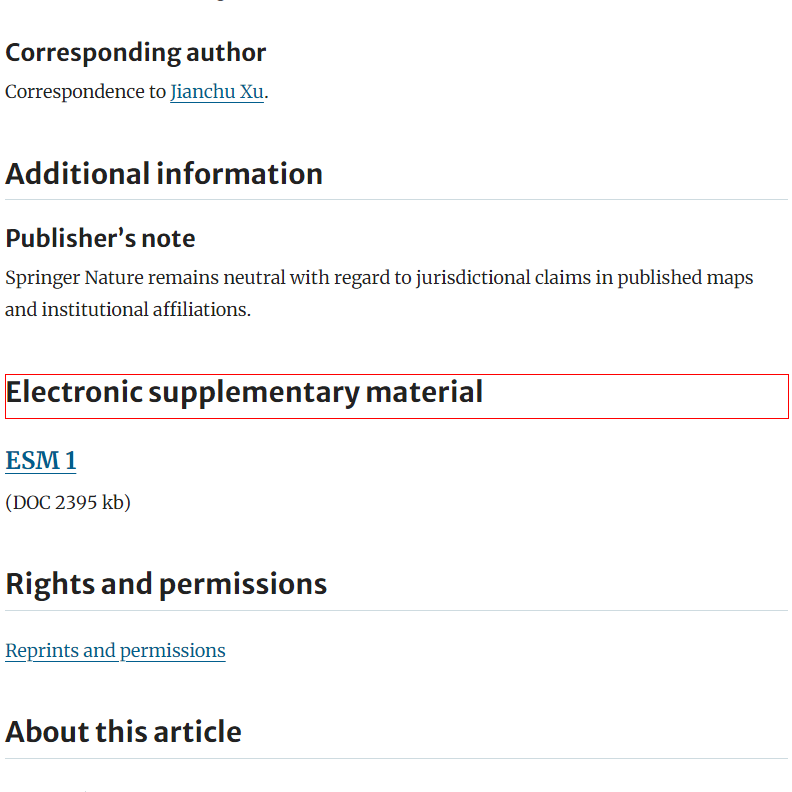 Corresponding author
Correspondence to Jianchu Xu.
Additional information
Publisher’s note
Springer Nature remains neutral with regard to jurisdictional claims in published maps
and institutional affiliations.
Electronic supplementary material
ESM 1
(DOC 2395 kb)
Rights and permissions
Reprints and permissions
About this article